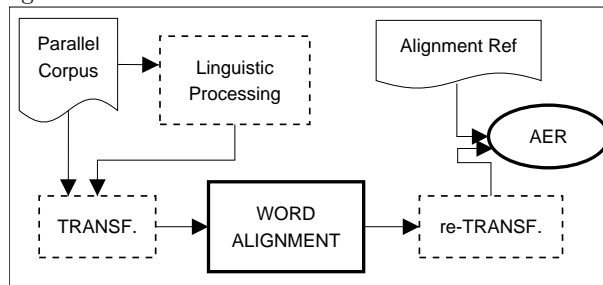 Parallel
Corpus
Linguistic
Processing
Alignment Ref
AER
TRANSF.
WORD
ALIGNMENT
re-TRANSF.